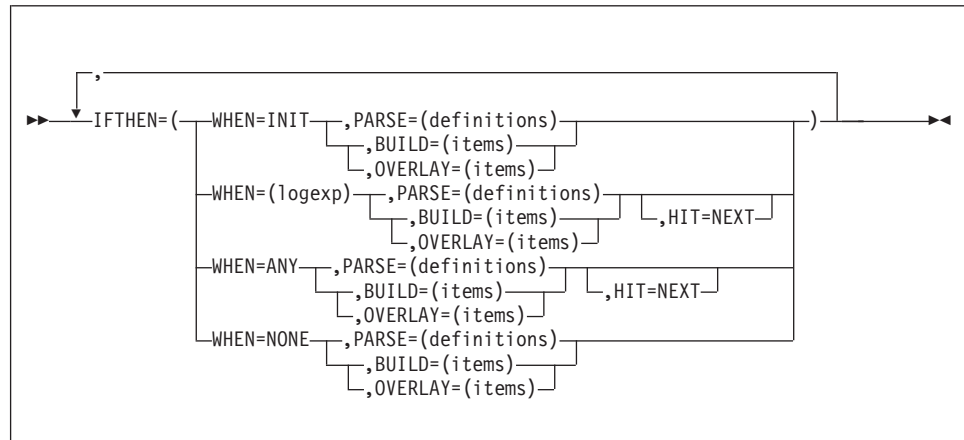 ,
IFTHEN=( WHEN=INIT ,PARSE=(definitions) )
,BUILD=(items)
,OVERLAY=(items)
WHEN=(logexp) ,PARSE=(definitions)
,BUILD=(items) ,HIT=NEXT
,OVERLAY=(items)
WHEN=ANY ,PARSE=(definitions)
,BUILD=(items) ,HIT=NEXT
,OVERLAY=(items)
WHEN=NONE ,PARSE=(definitions)
,BUILD=(items)
,OVERLAY=(items)